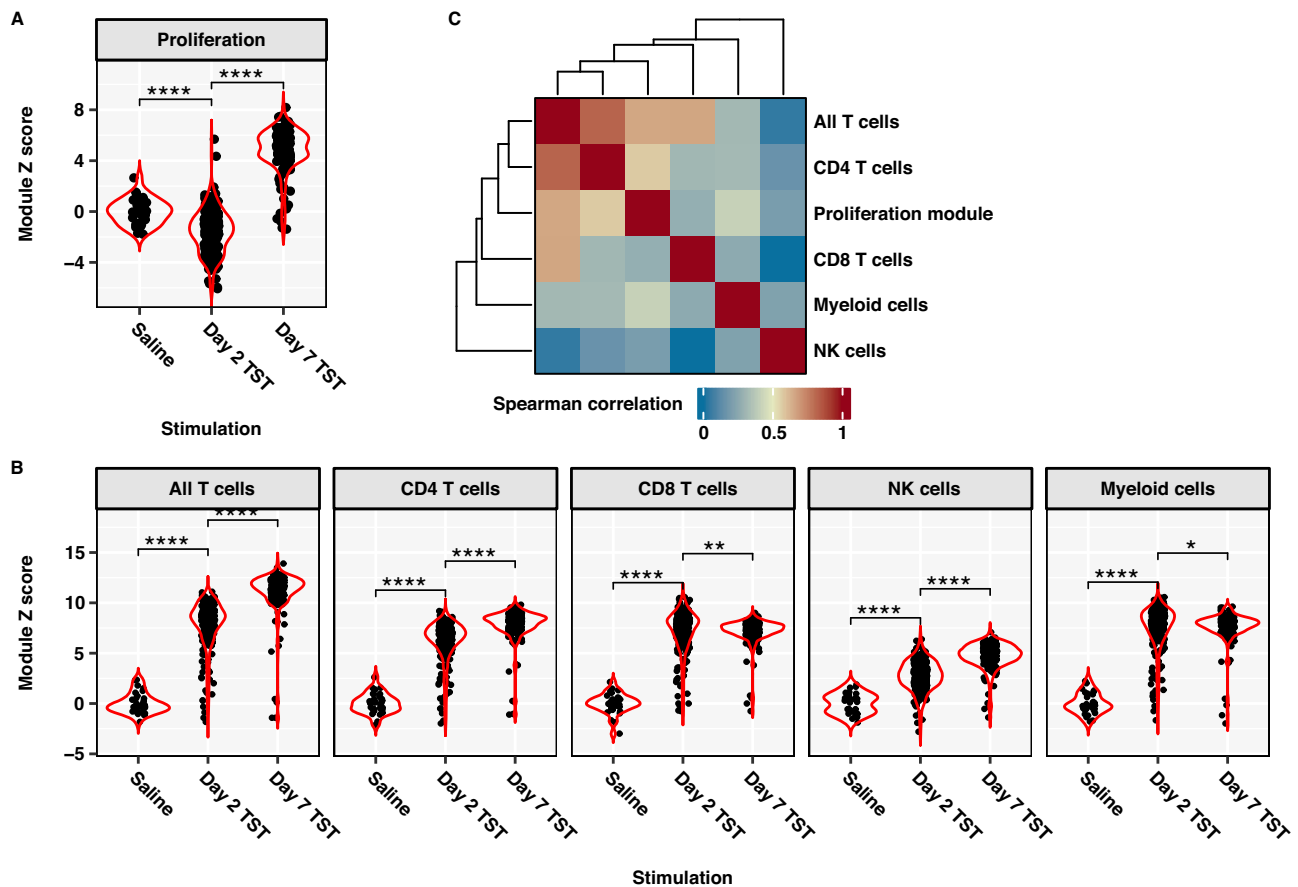 A
Proliferation
Module Z score
8
4
0
−4
****
****
Saline
Day 2 TST
Day 7 TST
Stimulation
C
All T cells
CD4 T cells
Proliferation module
CD8 T cells
Myeloid cells
NK cells
Spearman correlation
0
0.5
1
B
All T cells
CD4 T cells
CD8 T cells
NK cells
Myeloid cells
Module Z score
15
10
5
0
−5
****
****
****
****
****
**
****
****
****
*
Saline
Day 2 TST
Day 7 TST
Saline
Day 2 TST
Day 7 TST
Saline
Day 2 TST
Day 7 TST
Saline
Day 2 TST
Day 7 TST
Saline
Day 2 TST
Day 7 TST
Stimulation